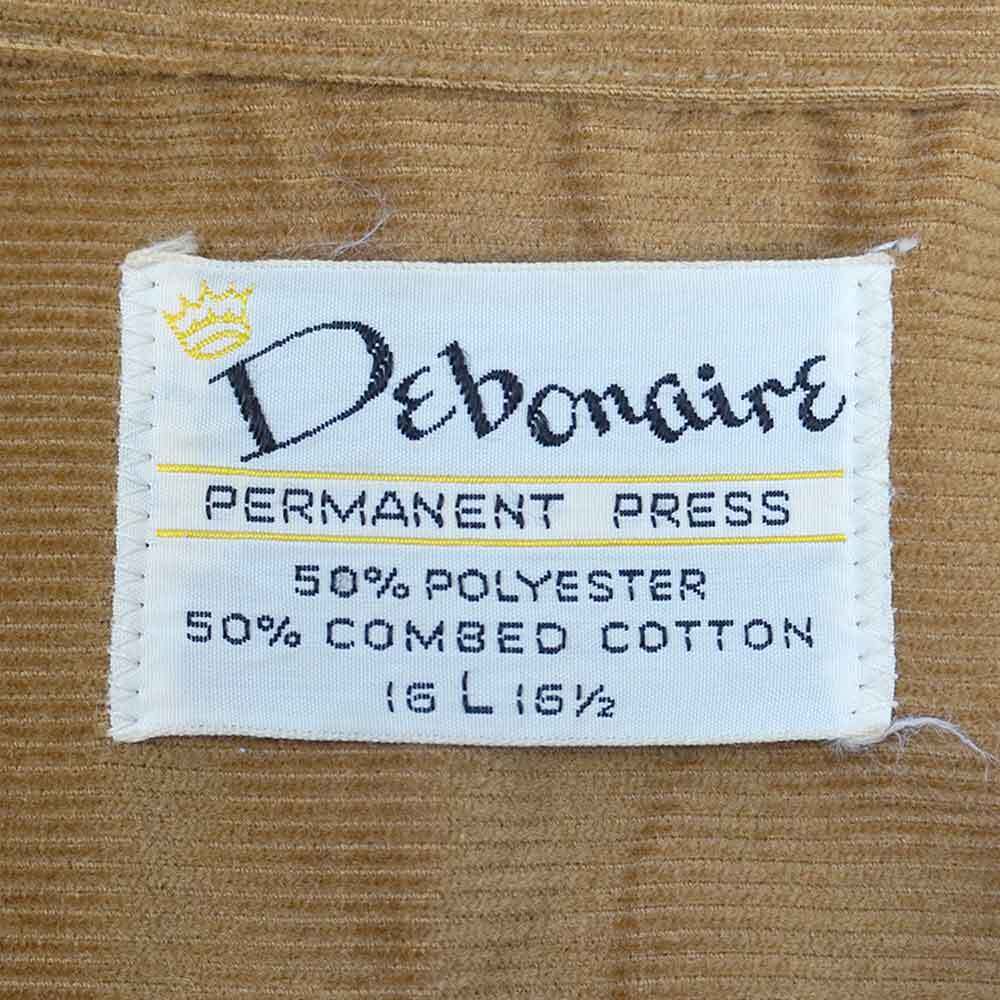 Debonaire
PERMANENT PRESS
50% POLYESTER
50% COMBED COTTON
16 L 16½